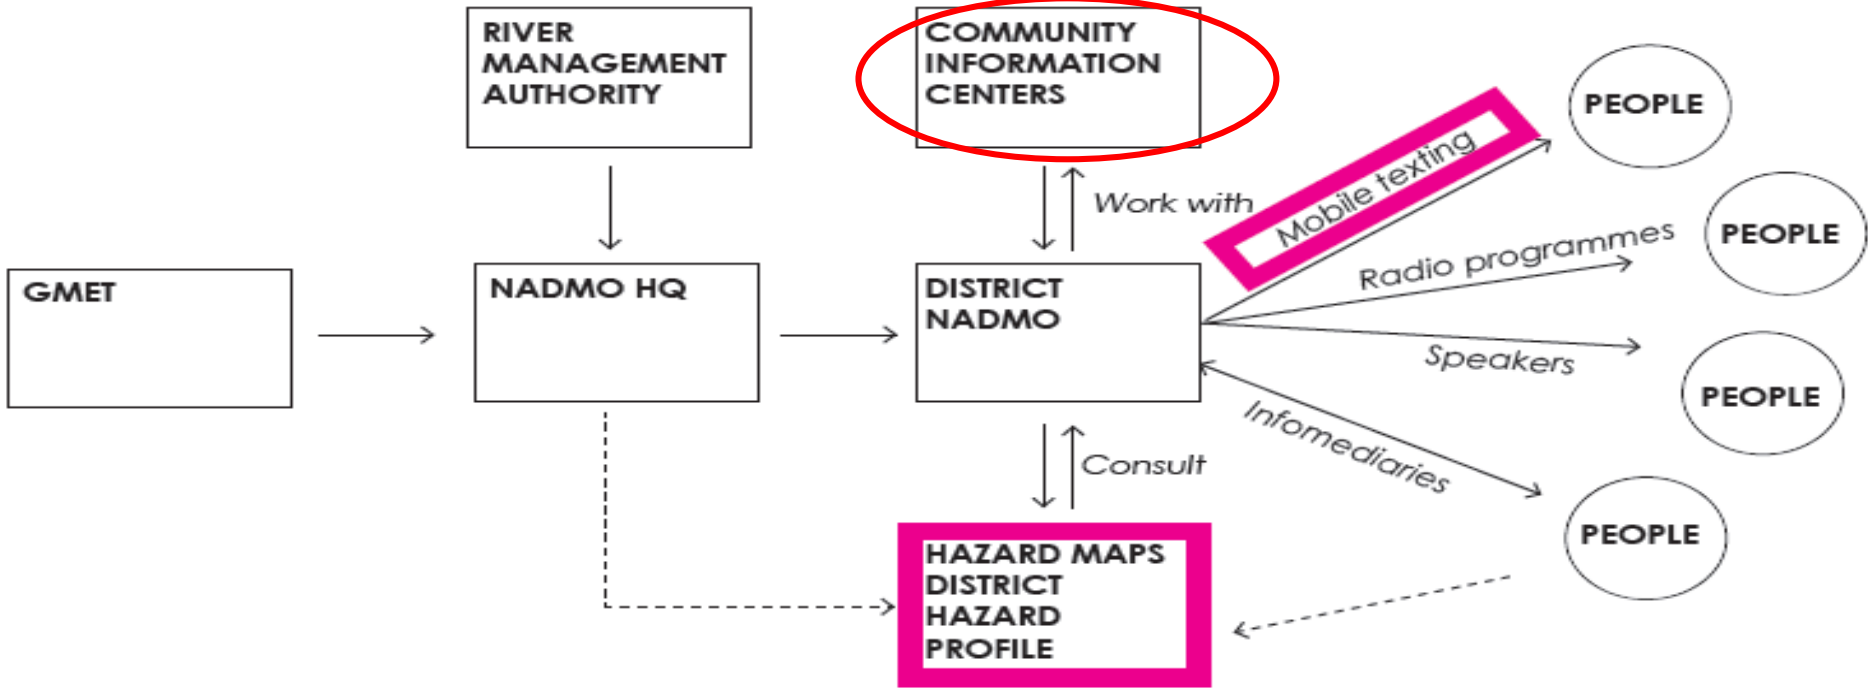 RIVER
MANAGEMENT
AUTHORITY
COMMUNITY
INFORMATION
CENTERS
PEOPLE
Mobile texting
Work with
Radio programmes
PEOPLE
GMET
NADMO HQ
DISTRICT
NADMO
Speakers
PEOPLE
Infomediaries
Consult
PEOPLE
HAZARD MAPS
DISTRICT
HAZARD
PROFILE